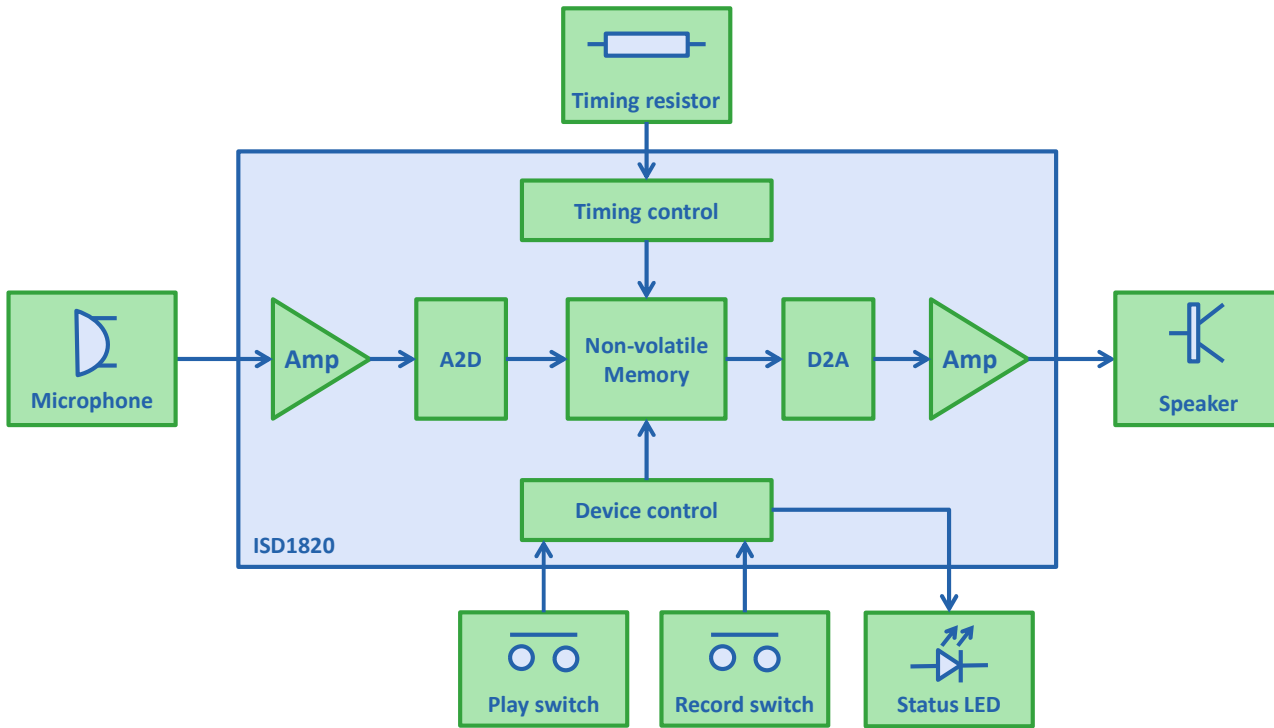 Timing resistor
Timing control
Microphone
Amp
A2D
Non-volatile
Memory
D2A
Amp
Speaker
Device control
ISD1820
Play switch
Record switch
Status LED